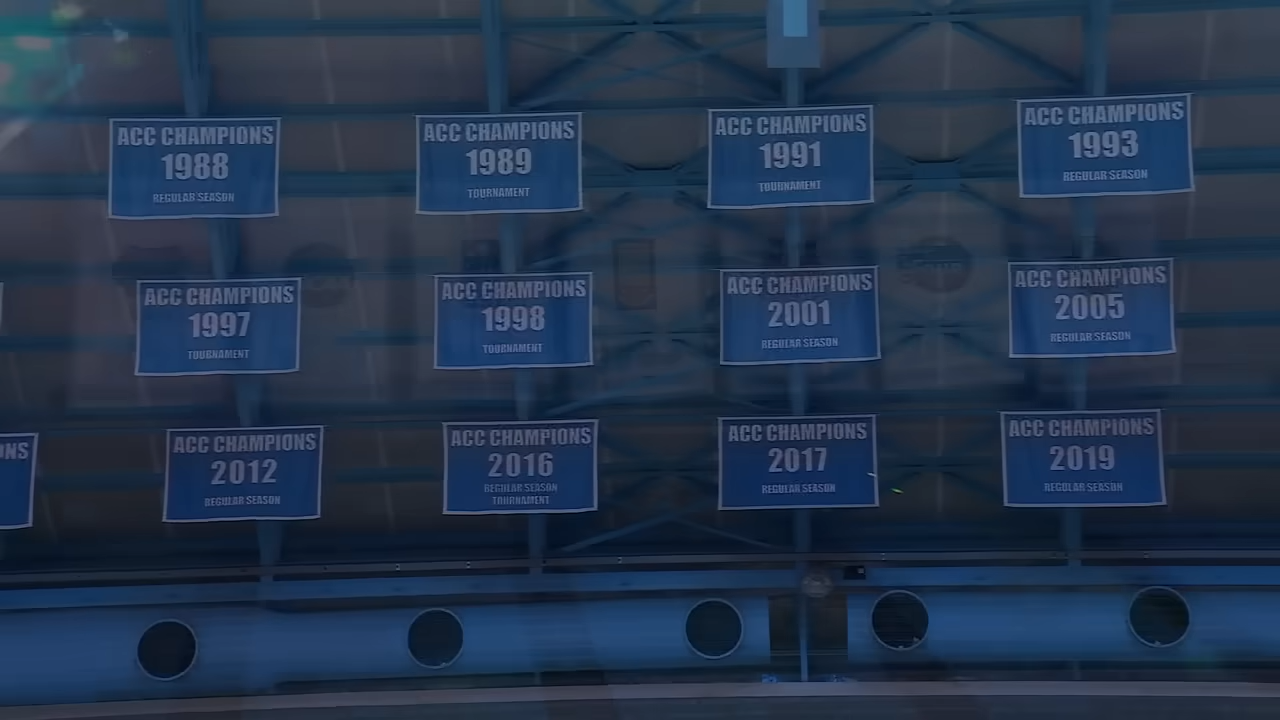 ACC CHAMPIONS
1988
REGULAR SEASON
ACC CHAMPIONS
1989
TOURNAMENT
ACC CHAMPIONS
1991
TOURNAMENT
ACC CHAMPIONS
1993
REGULAR SEASON
ACC CHAMPIONS
1997
TOURNAMENT
ACC CHAMPIONS
1998
TOURNAMENT
ACC CHAMPIONS
2001
REGULAR SEASON
ACC CHAMPIONS
2005
REGULAR SEASON
NS
ACC CHAMPIONS
2012
REGULAR SEASON
ACC CHAMPIONS
2016
REGULAR SEASON
TOURNAMENT
ACC CHAMPIONS
2017
REGULAR SEASON
ACC CHAMPIONS
2019
REGULAR SEASON